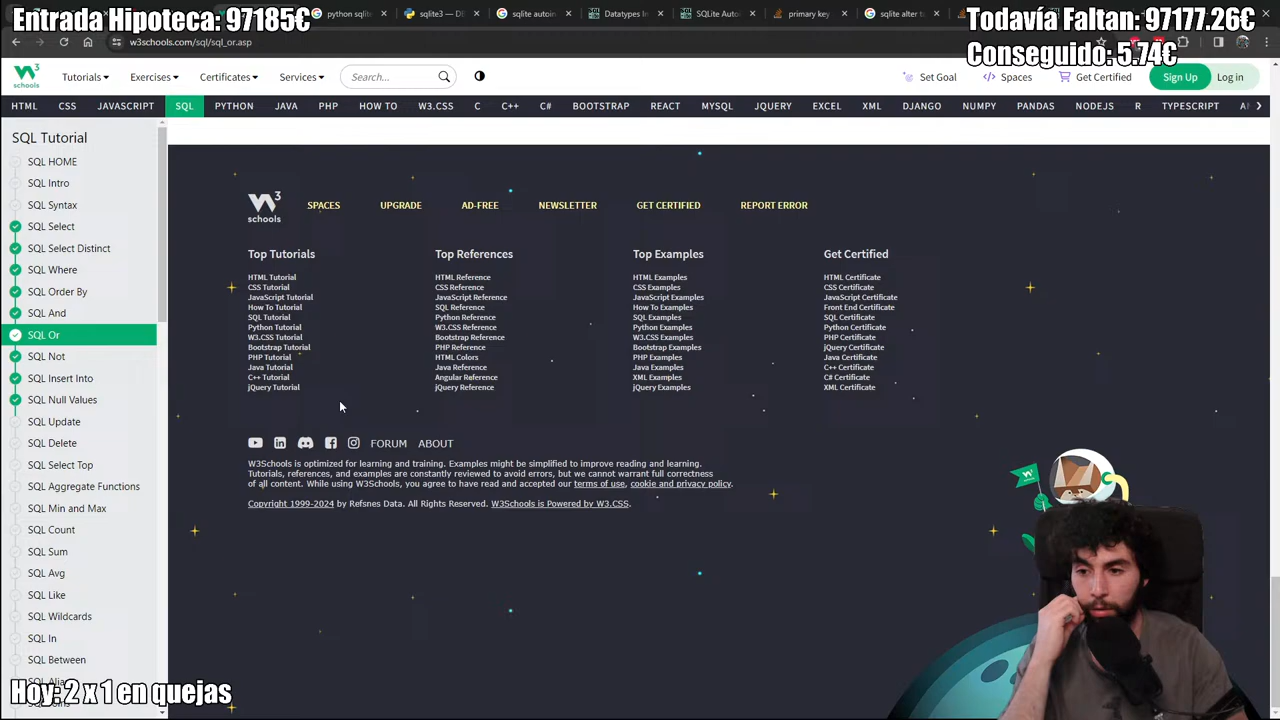 Entrada Hipoteca: 97185€
Todavía Faltan: 97177.26€
Conseguido: 5.74€
python sqlite
sqlite3 — DB
sqlite autoin
Datatypes In
SQLite Auto
primary key
sqlite alter t
w3schools.com/sql/sql_or.asp
schools
Tutorials
Exercises
Certificates
Services
Search...
Set Goal
Spaces
Get Certified
Sign Up
Log in
HTML
CSS
JAVASCRIPT
SQL
PYTHON
JAVA
PHP
HOW TO
W3.CSS
C
C++
C#
BOOTSTRAP
REACT
MYSQL
JQUERY
EXCEL
XML
DJANGO
NUMPY
PANDAS
NODEJS
R
TYPESCRIPT
SQL Tutorial
SQL HOME
SQL Intro
SQL Syntax
SQL Select
SQL Select Distinct
SQL Where
SQL Order By
SQL And
SQL Or
SQL Not
SQL Insert Into
SQL Null Values
SQL Update
SQL Delete
SQL Select Top
SQL Aggregate Functions
SQL Min and Max
SQL Count
SQL Sum
SQL Avg
SQL Like
SQL Wildcards
SQL In
SQL Between
Hoy: 2 x 1 en quejas
W3 schools
SPACES
UPGRADE
AD-FREE
NEWSLETTER
GET CERTIFIED
REPORT ERROR
Top Tutorials
HTML Tutorial
CSS Tutorial
JavaScript Tutorial
How To Tutorial
SQL Tutorial
Python Tutorial
W3.CSS Tutorial
Bootstrap Tutorial
PHP Tutorial
Java Tutorial
C++ Tutorial
jQuery Tutorial
Top References
HTML Reference
CSS Reference
JavaScript Reference
SQL Reference
Python Reference
W3.CSS Reference
Bootstrap Reference
PHP Reference
HTML Colors
Java Reference
Angular Reference
jQuery Reference
Top Examples
HTML Examples
CSS Examples
JavaScript Examples
How To Examples
SQL Examples
Python Examples
W3.CSS Examples
Bootstrap Examples
PHP Examples
Java Examples
XML Examples
jQuery Examples
Get Certified
HTML Certificate
CSS Certificate
JavaScript Certificate
Front End Certificate
SQL Certificate
Python Certificate
PHP Certificate
jQuery Certificate
Java Certificate
C++ Certificate
C# Certificate
XML Certificate
FORUM
ABOUT
W3Schools is optimized for learning and training. Examples might be simplified to improve reading and learning.
Tutorials, references, and examples are constantly reviewed to avoid errors, but we cannot warrant full correctness
of all content. While using W3Schools, you agree to have read and accepted our terms of use, cookie and privacy policy.
Copyright 1999-2024 by Refsnes Data. All Rights Reserved. W3Schools is Powered by W3.CSS.